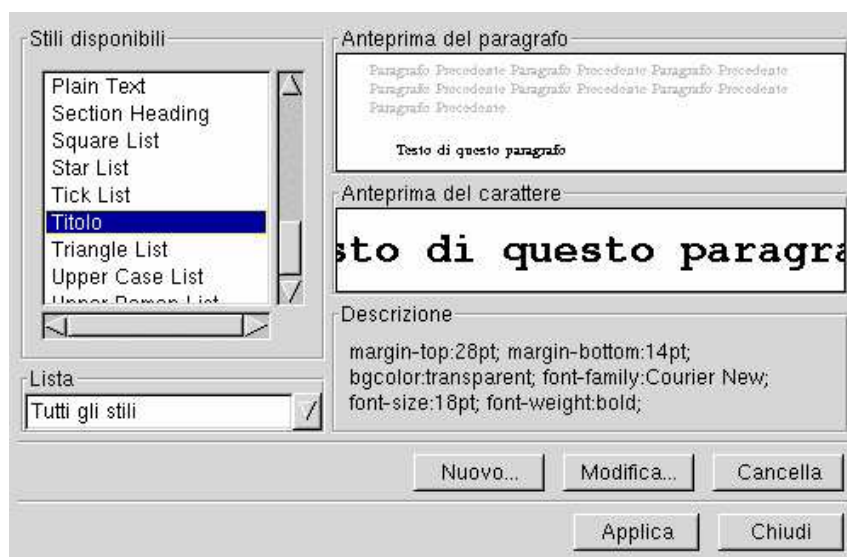 Stili disponibili
Plain Text
Section Heading
Square List
Star List
Tick List
Titolo
Triangle List
Upper Case List
Upper Roman List
Lista
Tutti gli stili
Anteprima del paragrafo
Paragrafo Precedente Paragrafo Precedente Paragrafo Precedente
Paragrafo Precedente Paragrafo Precedente Paragrafo Precedente
Paragrafo Precedente
Testo di questo paragrafo
Anteprima del carattere
sto di questo paragra
Descrizione
margin-top:28pt; margin-bottom:14pt;
bgcolor:transparent; font-family:Courier New;
font-size:18pt; font-weight:bold;
Nuovo... Modifica... Cancella
Applica Chiudi